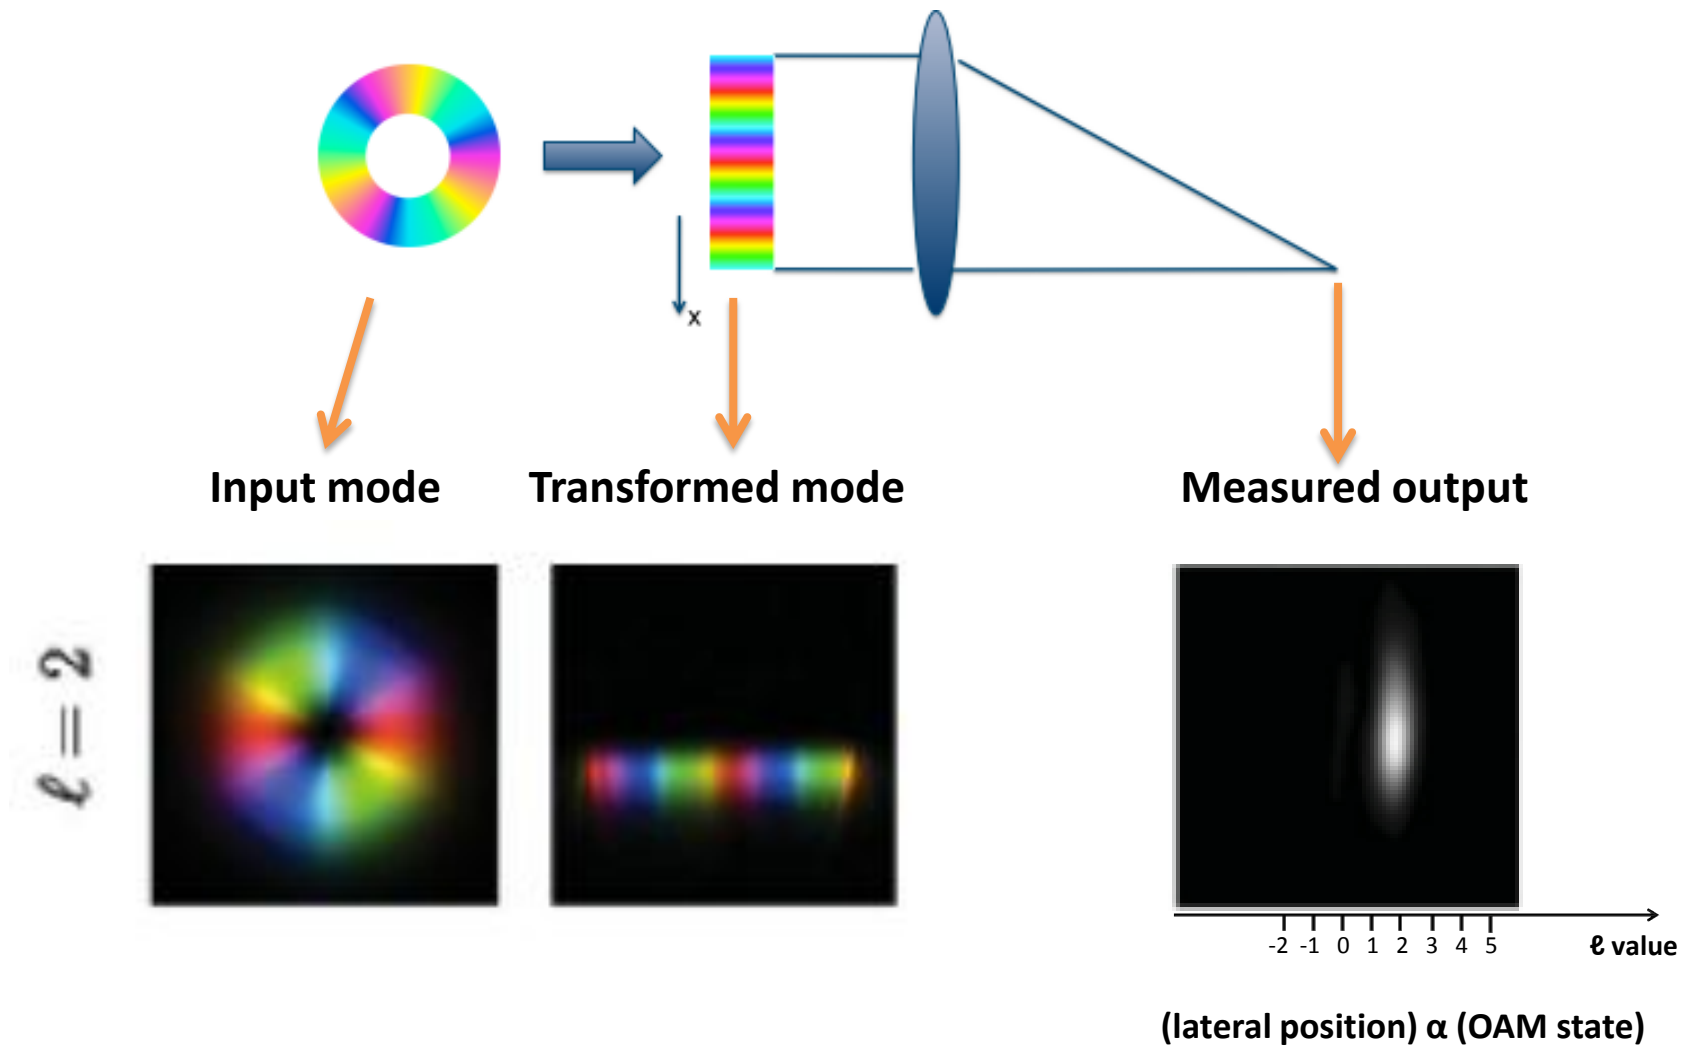 x
Input mode
Transformed mode
Measured output
ℓ = 2
-2 -1 0 1 2 3 4 5
ℓ value
(lateral position) α (OAM state)